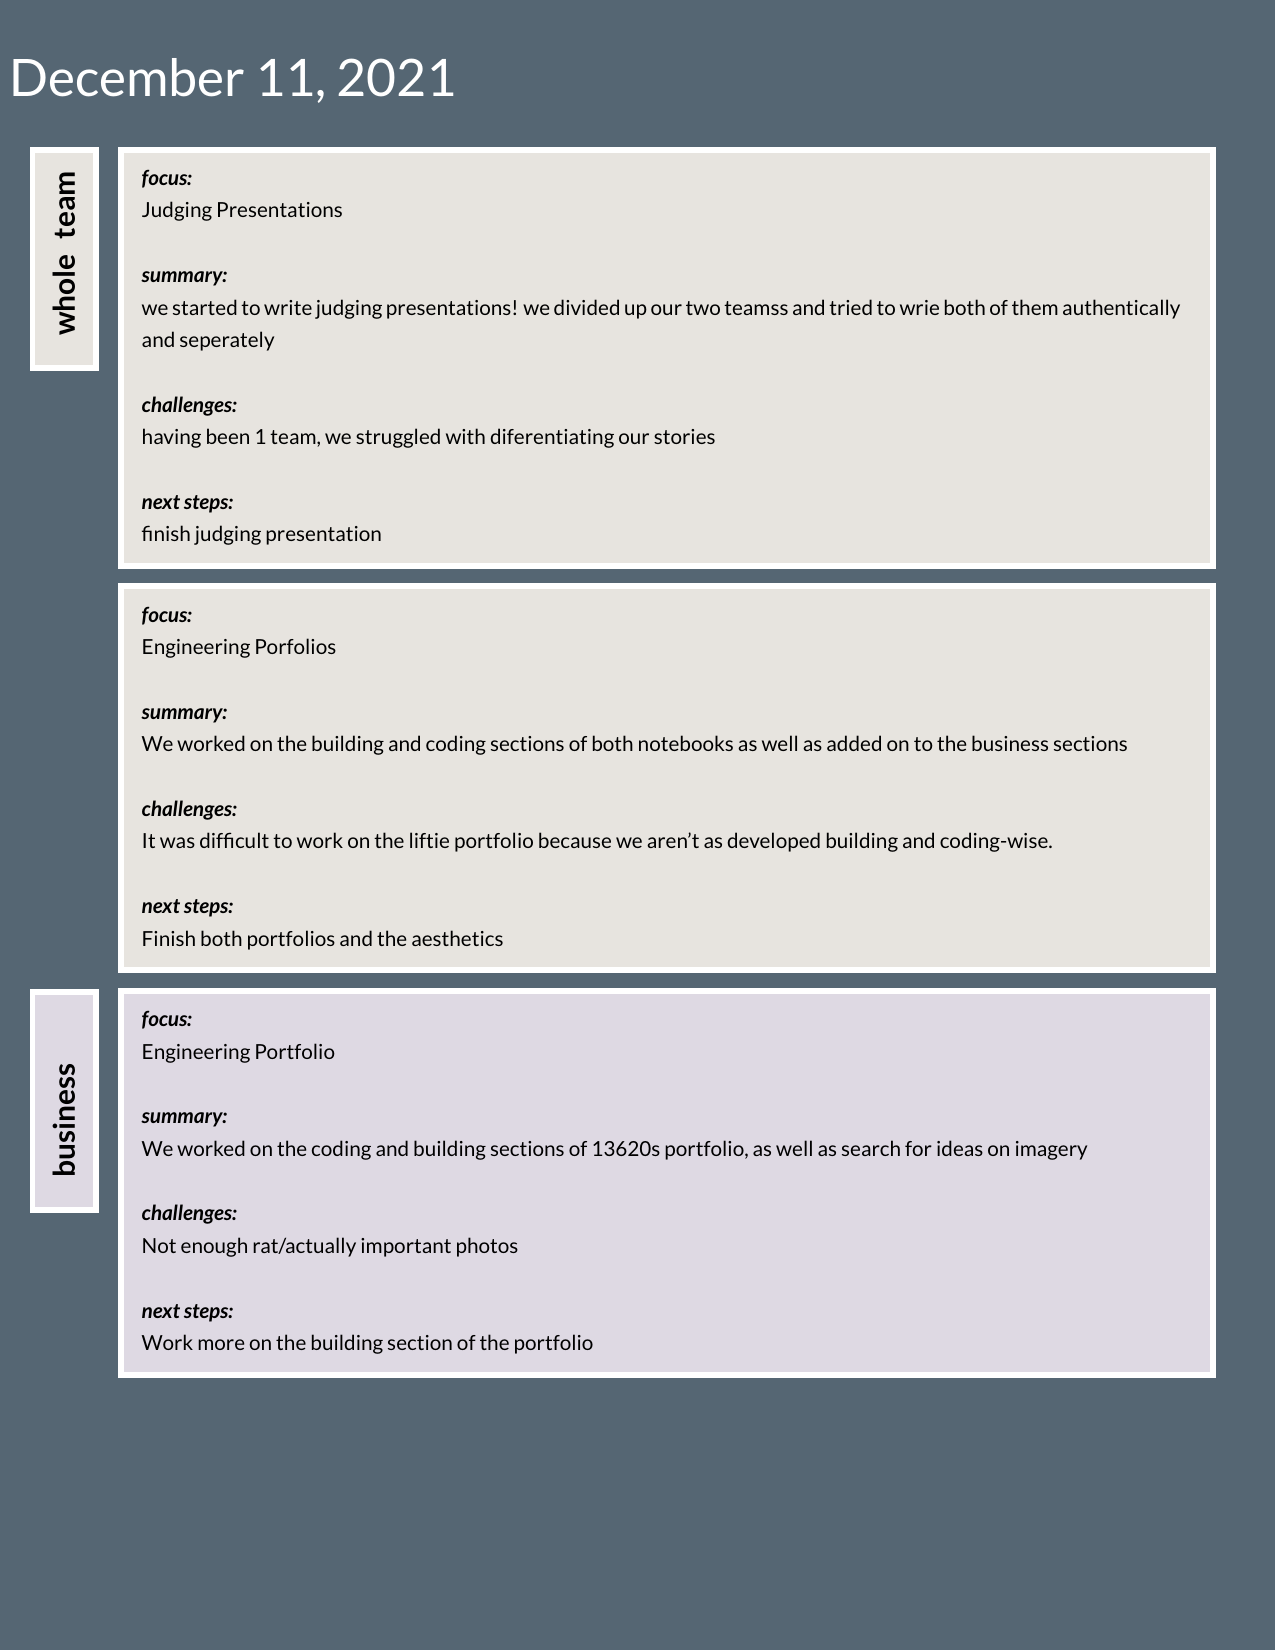 December 11, 2021
whole team
focus:
Judging Presentations
summary:
we started to write judging presentations! we divided up our two teamss and tried to wrie both of them authentically
and seperately
challenges:
having been 1 team, we struggled with diferentiating our stories
next steps:
finish judging presentation
focus:
Engineering Porfolios
summary:
We worked on the building and coding sections of both notebooks as well as added on to the business sections
challenges:
It was difficult to work on the liftie portfolio because we aren’t as developed building and coding-wise.
next steps:
Finish both portfolios and the aesthetics
business
focus:
Engineering Portfolio
summary:
We worked on the coding and building sections of 13620s portfolio, as well as search for ideas on imagery
challenges:
Not enough rat/actually important photos
next steps:
Work more on the building section of the portfolio